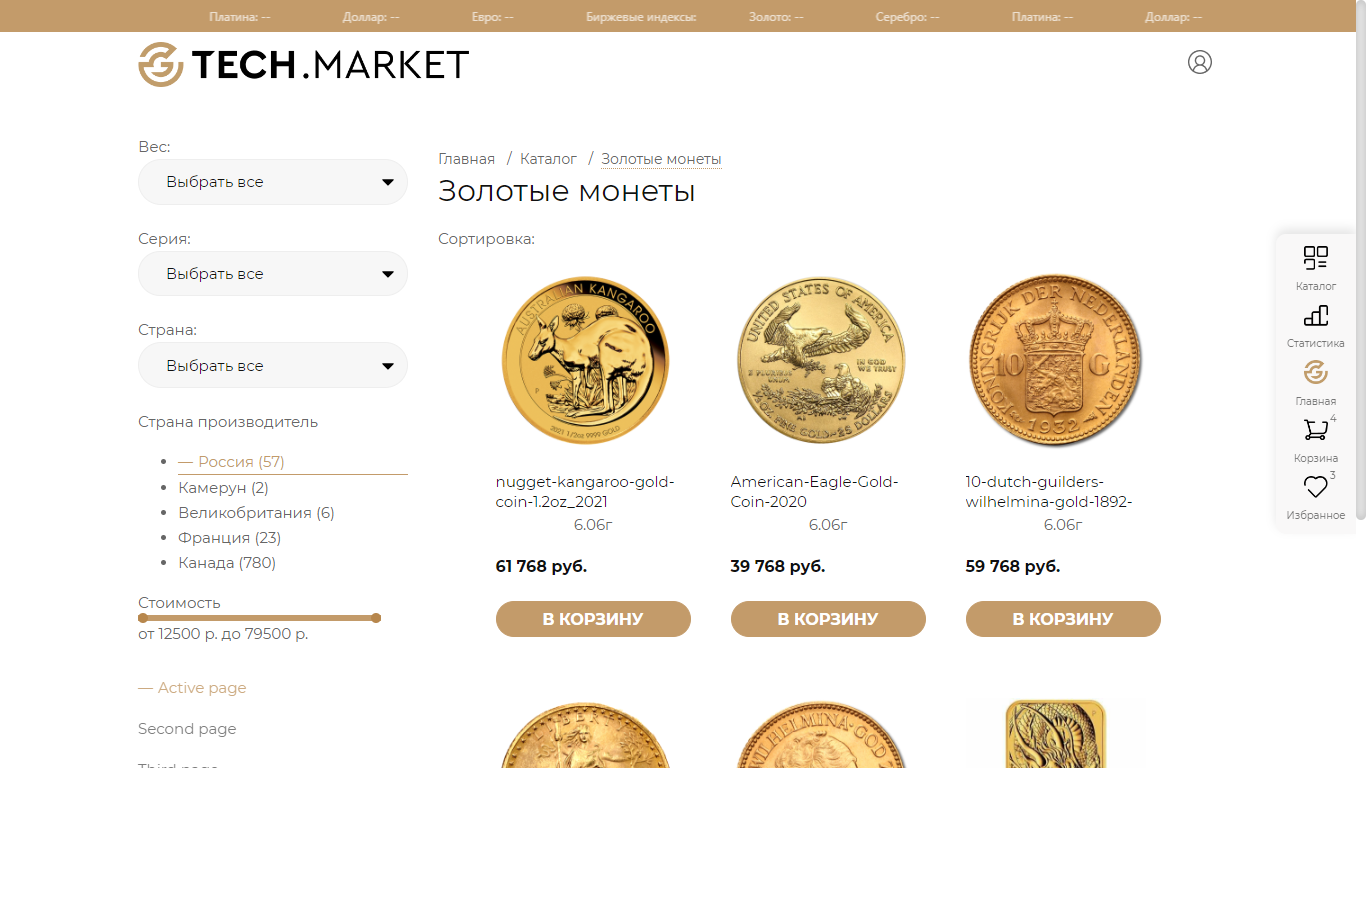 Платина: -- Доллар: -- Евро: -- Биржевые индексы: Золото: -- Серебро: -- Платина: -- Доллар: --
TECH.MARKET
Вес:
Выбрать все
Серия:
Выбрать все
Страна:
Выбрать все
Страна производитель
— Россия (57)
Камерун (2)
Великобритания (6)
Франция (23)
Канада (780)
Стоимость
от 12500 р. до 79500 р.
— Active page
Second page
Third page
Главная / Каталог / Золотые монеты
Золотые монеты
Сортировка:
AUSTRALIAN KANGAROO
2021 1/2oz 9999 GOLD
nugget-kangaroo-gold-
coin-1.2oz_2021
6.06г
61 768 руб.
В КОРЗИНУ
UNITED STATES OF AMERICA
IN GOD
WE TRUST
E PLURIBUS
UNUM
FINE GOLD~25 DOLLARS
American-Eagle-Gold-
Coin-2020
6.06г
39 768 руб.
В КОРЗИНУ
KONINGRIJK DER NEDERLANDEN
10 G
1932
10-dutch-guilders-
wilhelmina-gold-1892-
6.06г
59 768 руб.
В КОРЗИНУ
LIBERTY
WILHELMINA GOD
P
Каталог
Статистика
Главная
4
Корзина
3
Избранное